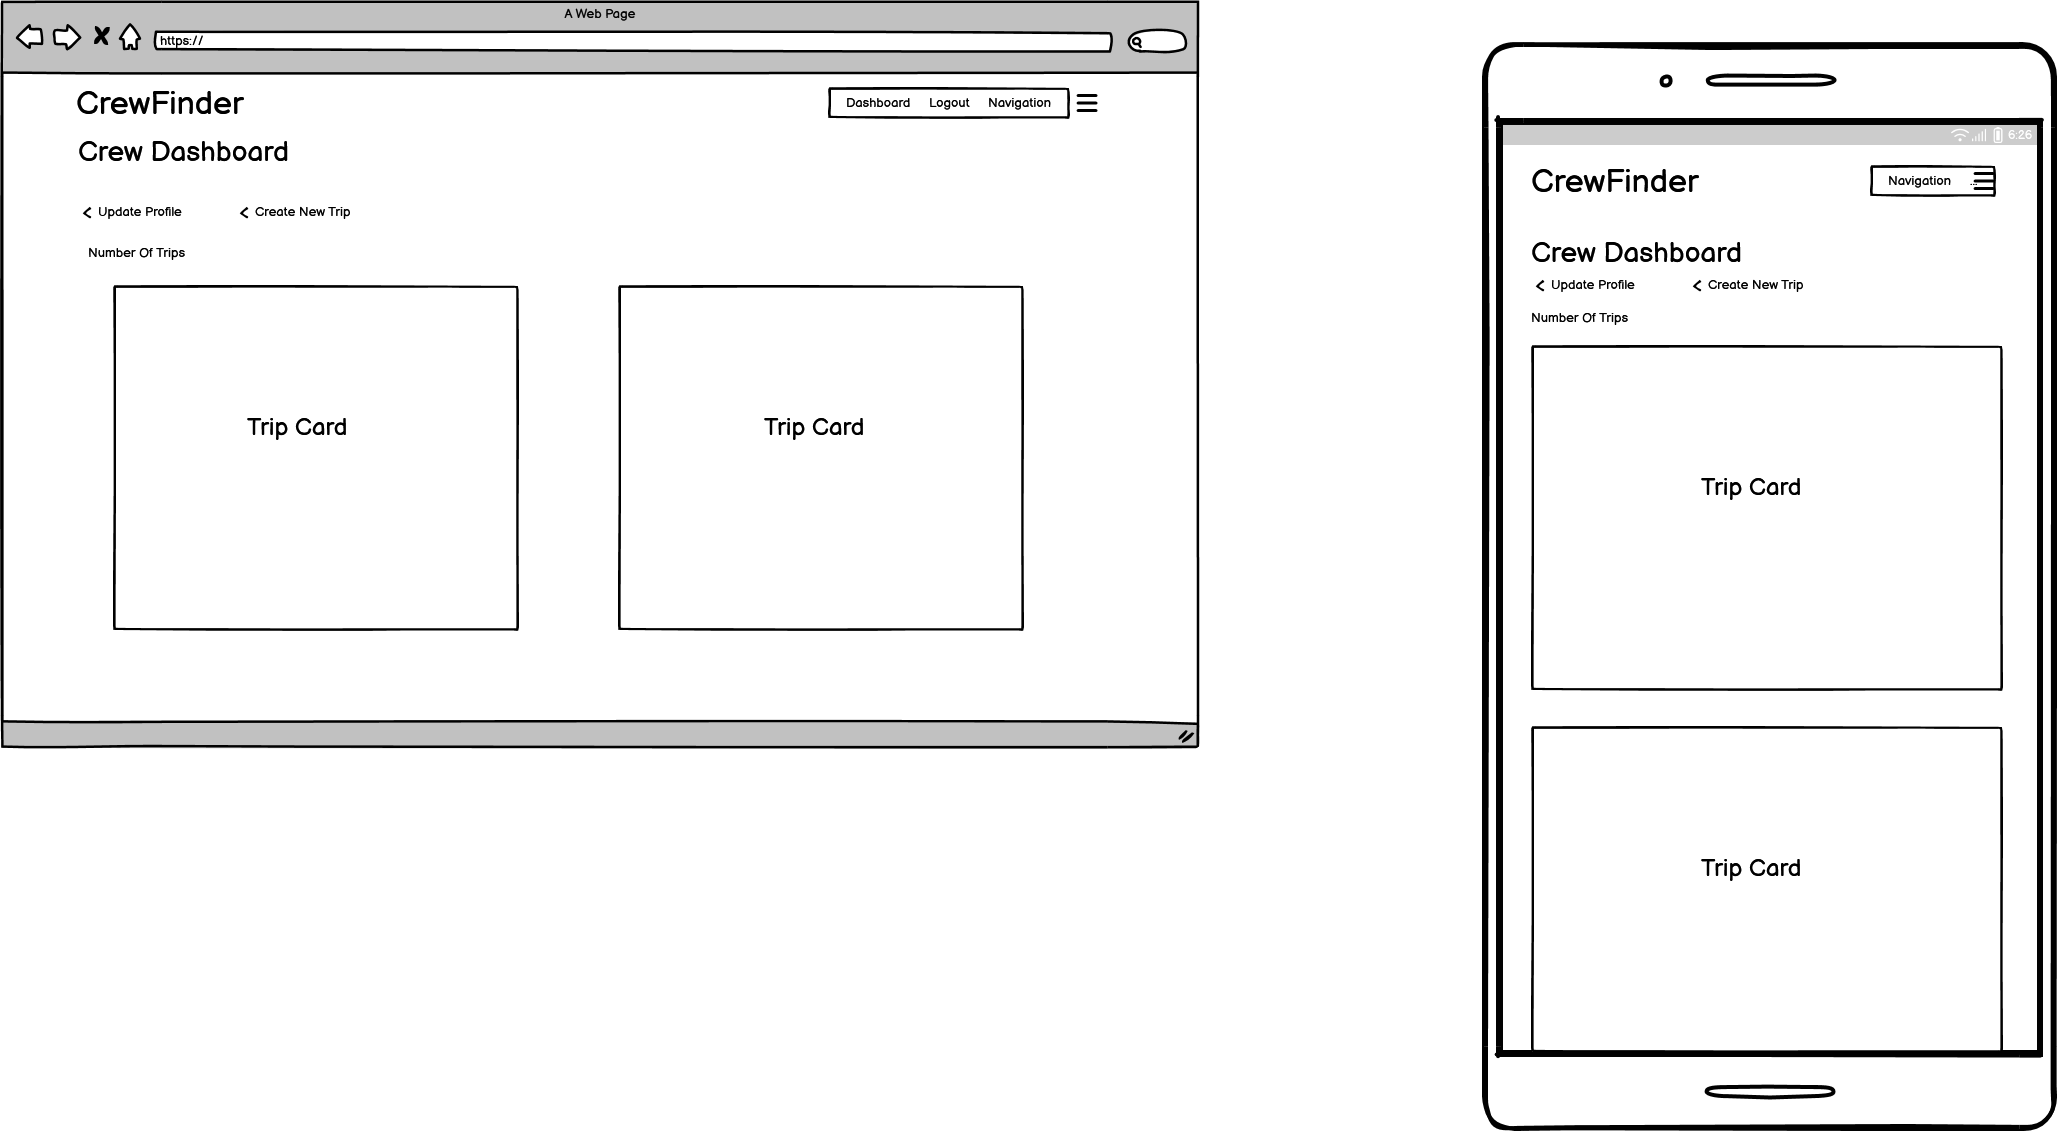 A Web Page
https://
CrewFinder
Dashboard Logout Navigation
Crew Dashboard
Update Profile
Create New Trip
Number Of Trips
Trip Card
Trip Card
6:26
CrewFinder
Navigation ...
Crew Dashboard
Update Profile
Create New Trip
Number Of Trips
Trip Card
Trip Card